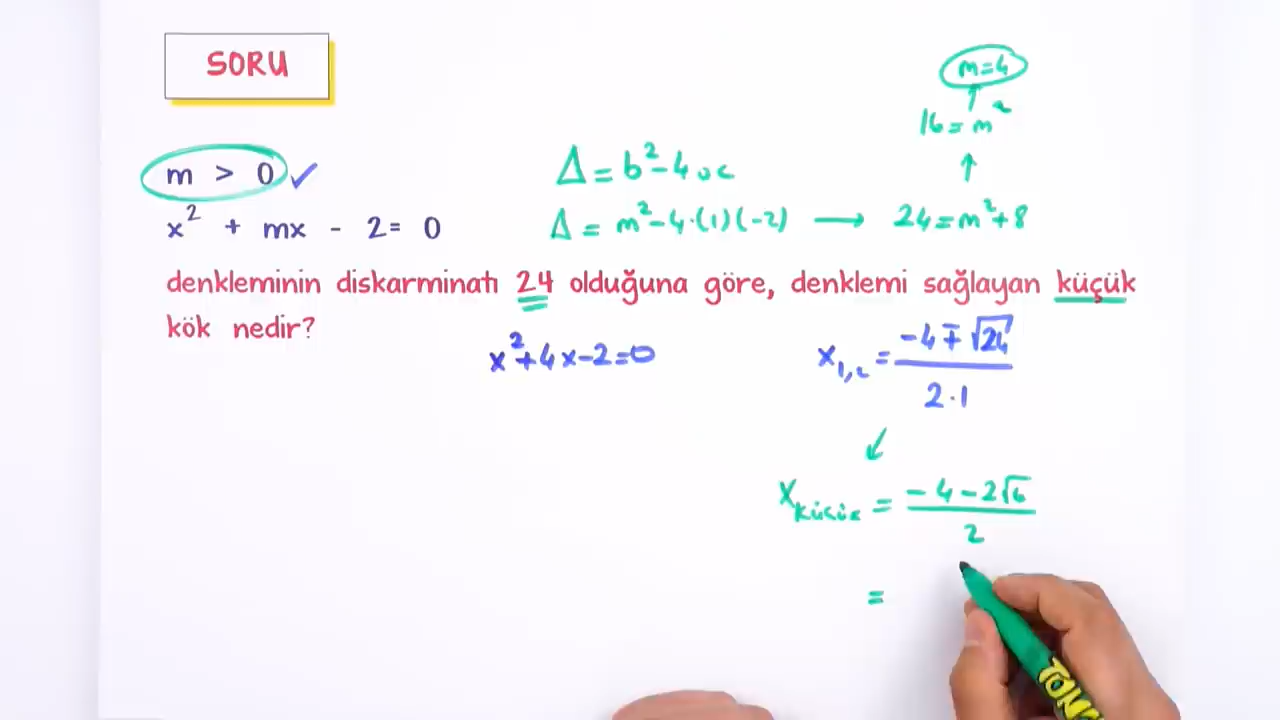 SORU
m > 0 ✓
x² + mx - 2 = 0
denkleminin diskarminatı 24 olduğuna göre, denklemi sağlayan küçük
kök nedir?
Δ = b² - 4ac
Δ = m² - 4·(1)(-2) → 24 = m² + 8
↑
16 = m²
↑
m = 4
x² + 4x - 2 = 0
x₁,₂ = (-4 ∓ √24) / (2·1)
↙
x küçük = (-4 - 2√6) / 2
=
TONY